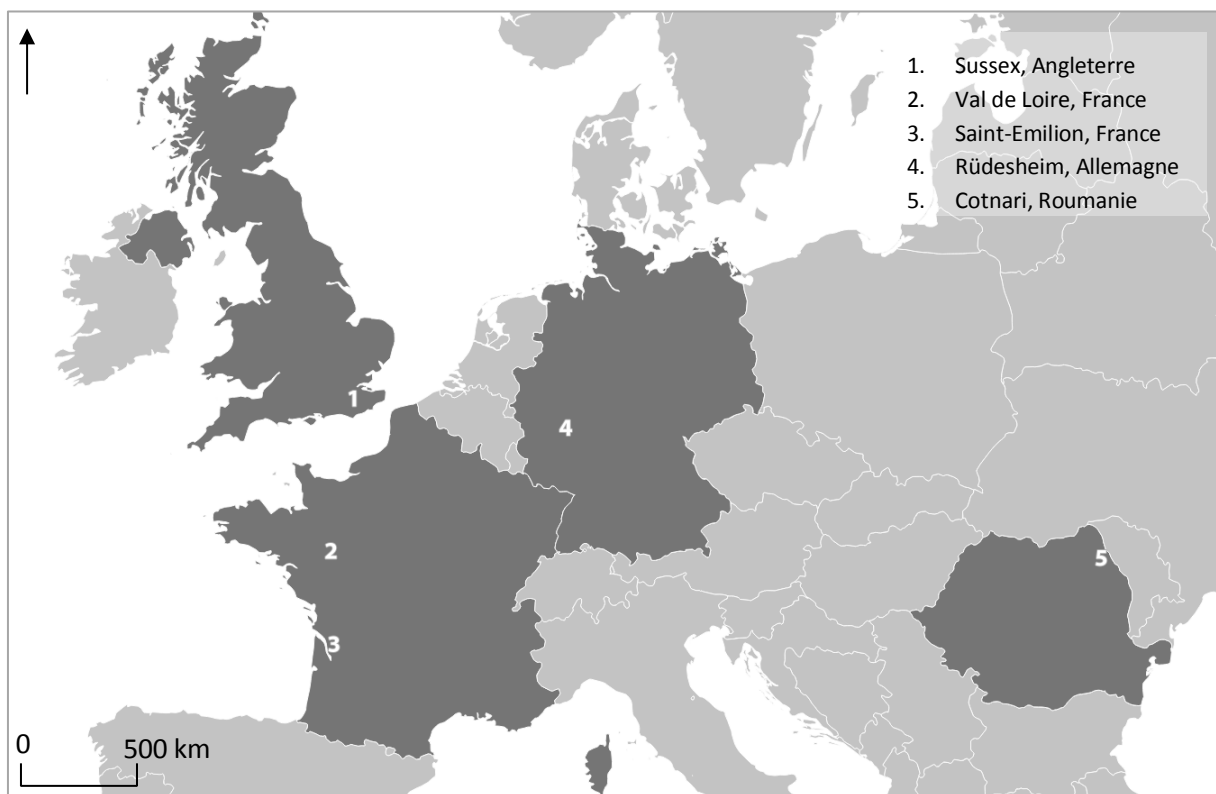 1. Sussex, Angleterre
2. Val de Loire, France
3. Saint-Emilion, France
4. Rüdesheim, Allemagne
5. Cotnari, Roumanie
1
4
2
5
3
0
500 km